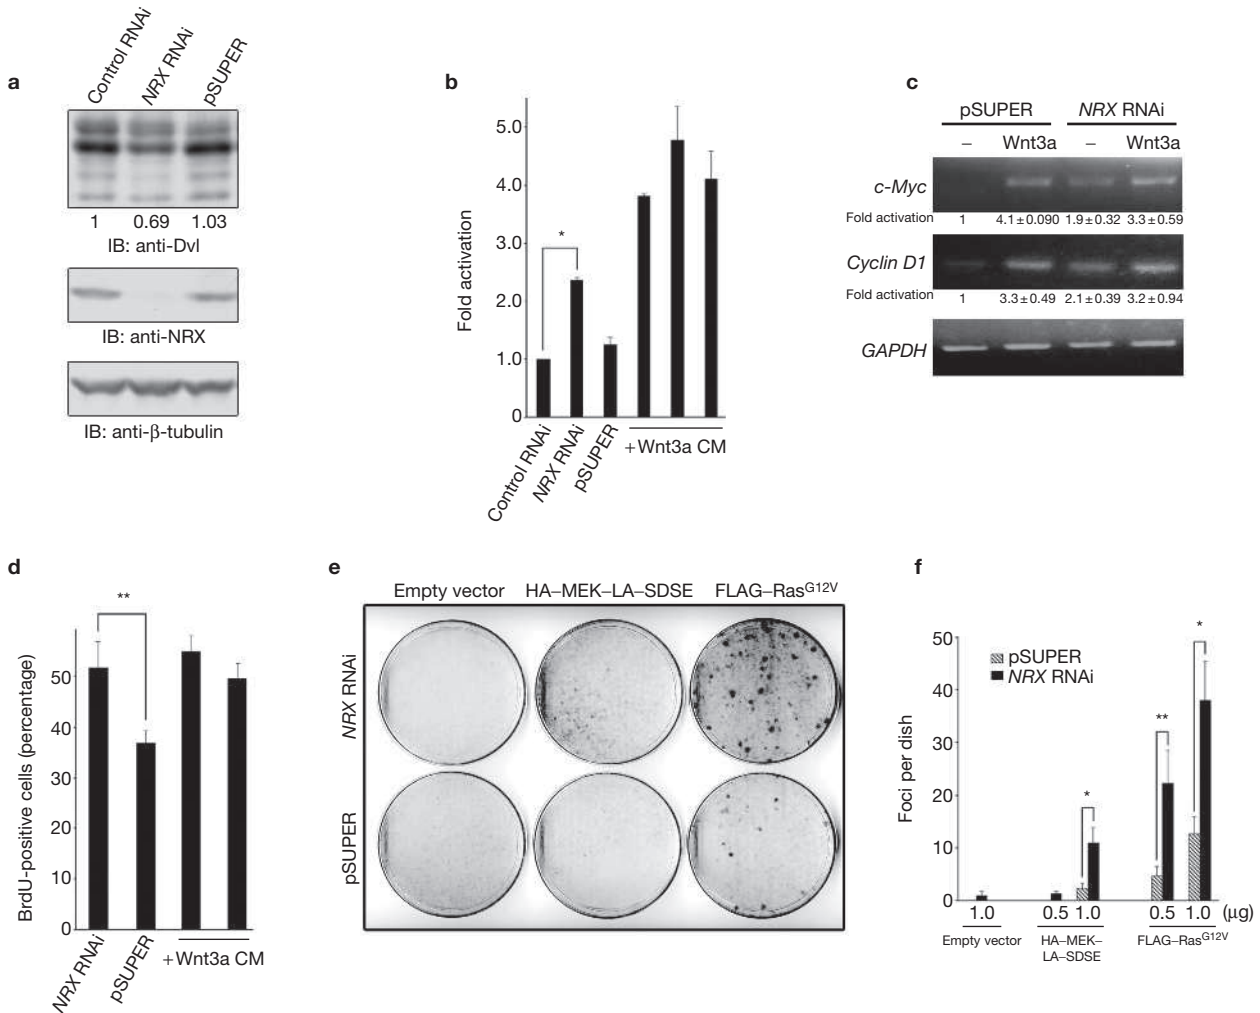 a
Control RNAi
NRX RNAi
pSUPER
1 0.69 1.03
IB: anti-Dvl
IB: anti-NRX
IB: anti-β-tubulin
b
Fold activation
5.0
4.0
3.0
2.0
1.0
0
*
Control RNAi
NRX RNAi
pSUPER
+Wnt3a CM
c
pSUPER NRX RNAi
– Wnt3a – Wnt3a
c-Myc
Fold activation 1 4.1±0.090 1.9±0.32 3.3±0.59
Cyclin D1
Fold activation 1 3.3±0.49 2.1±0.39 3.2±0.94
GAPDH
d
BrdU-positive cells (percentage)
50
40
30
20
10
0
**
NRX RNAi
pSUPER
+Wnt3a CM
e
Empty vector HA–MEK–LA–SDSE FLAG–RasG12V
NRX RNAi
pSUPER
f
Foci per dish
50
40
30
20
10
0
pSUPER
NRX RNAi
*
**
*
1.0 0.5 1.0 0.5 1.0 (μg)
Empty vector
HA–MEK–
LA–SDSE
FLAG–RasG12V